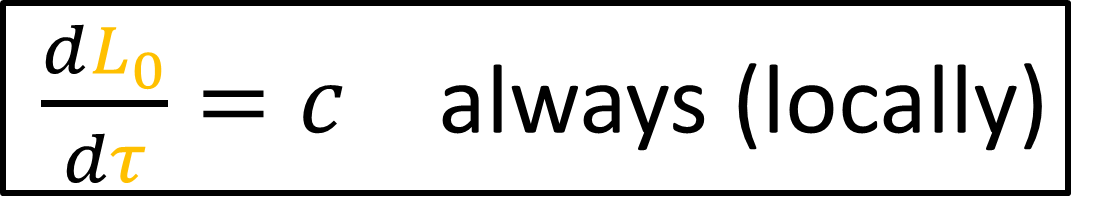 dL₀/dτ = c always (locally)